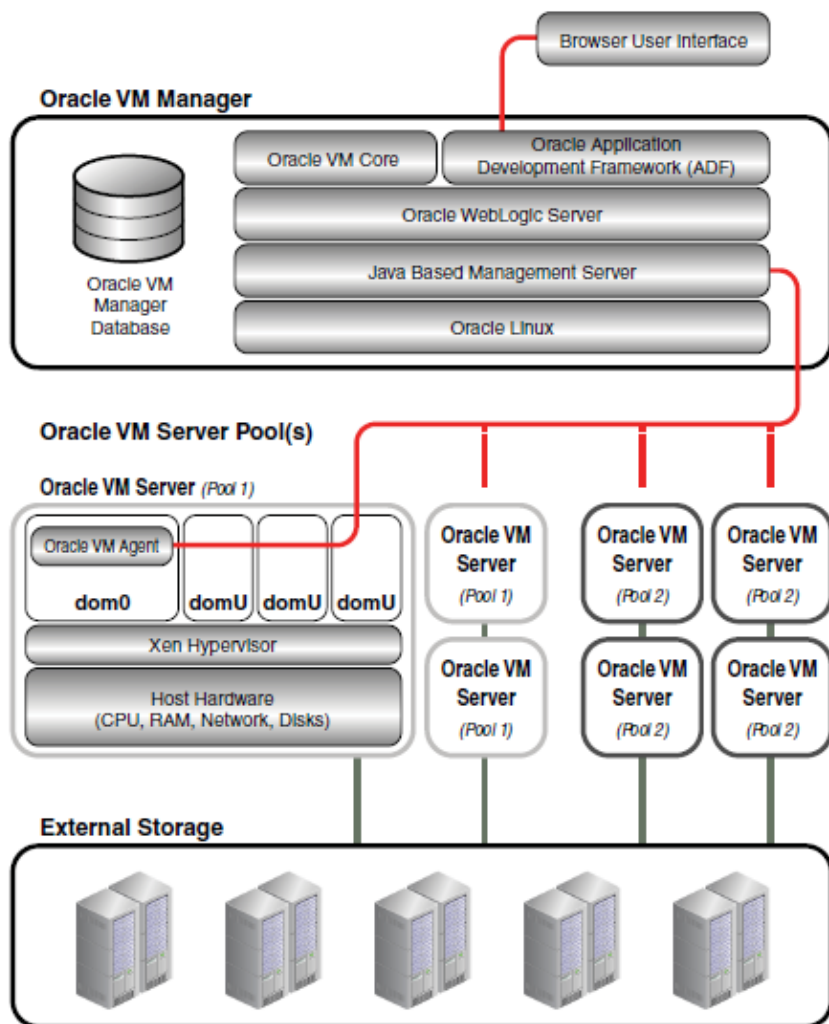 Browser User Interface
Oracle VM Manager
Oracle VM Core
Oracle Application
Development Framework (ADF)
Oracle WebLogic Server
Java Based Management Server
Oracle Linux
Oracle VM
Manager
Database
Oracle VM Server Pool(s)
Oracle VM Server (Pool 1)
Oracle VM Agent
dom0
domU
domU
domU
Xen Hypervisor
Host Hardware
(CPU, RAM, Network, Disks)
Oracle VM
Server
(Pool 1)
Oracle VM
Server
(Pool 2)
Oracle VM
Server
(Pool 2)
Oracle VM
Server
(Pool 1)
Oracle VM
Server
(Pool 2)
Oracle VM
Server
(Pool 2)
External Storage